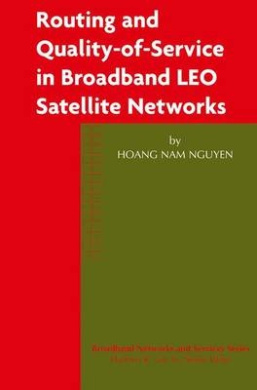 Routing and
Quality-of-Service
in Broadband LEO
Satellite Networks
by
HOANG NAM NGUYEN
Broadband Networks and Services Series